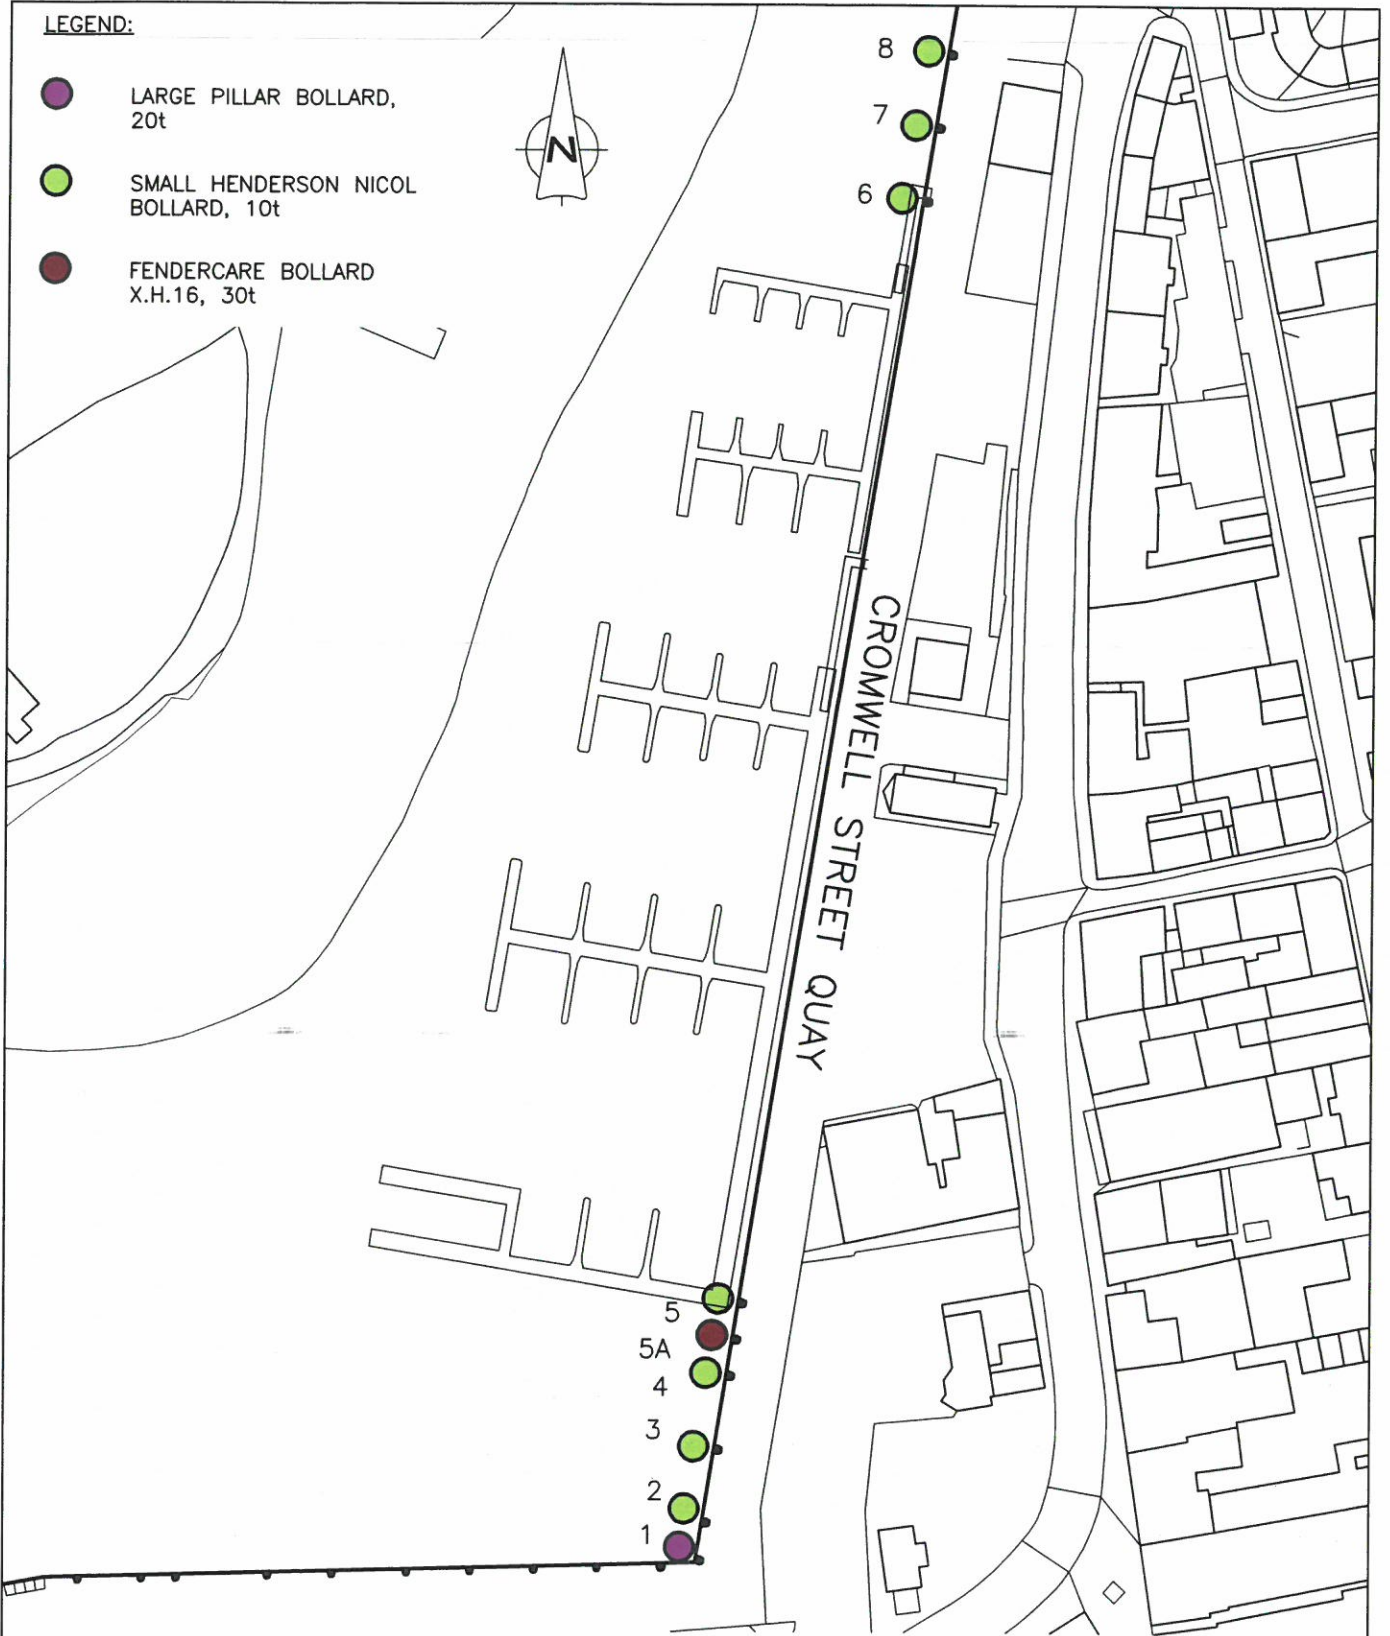 LEGEND:
LARGE PILLAR BOLLARD,
20t
SMALL HENDERSON NICOL
BOLLARD, 10t
FENDERCARE BOLLARD
X.H.16, 30t
N
8
7
6
CROMWELL STREET QUAY
5
5A
4
3
2
1